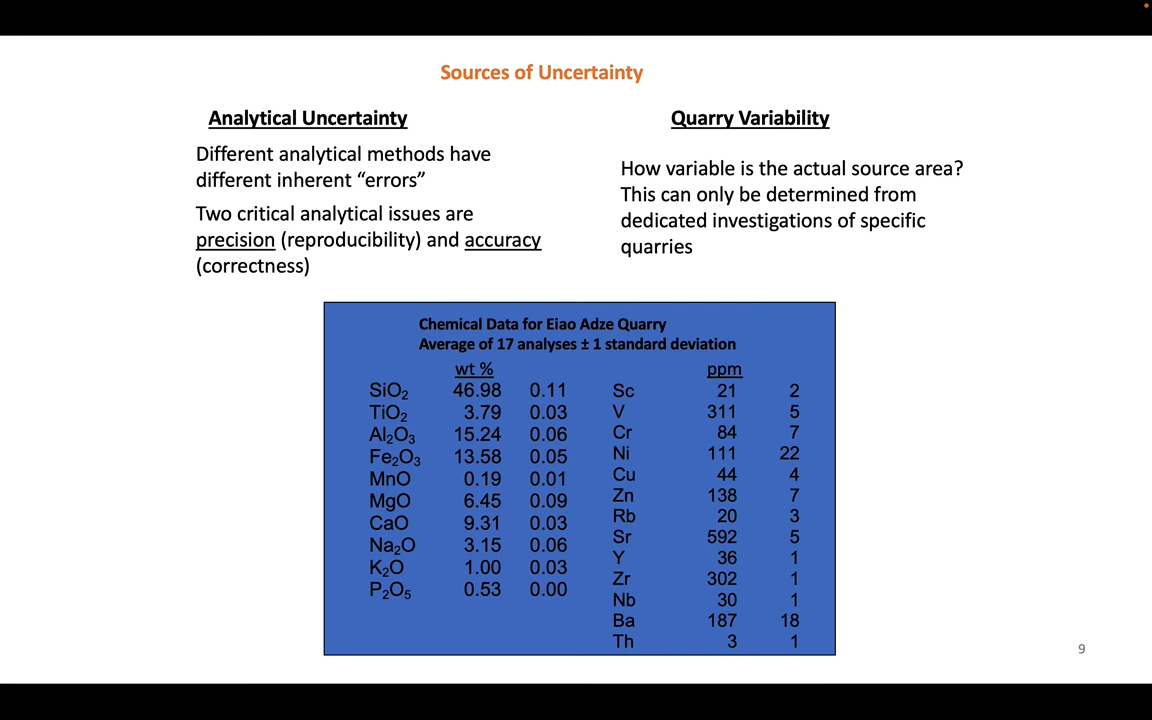 Sources of Uncertainty
Analytical Uncertainty
Different analytical methods have
different inherent “errors”
Two critical analytical issues are
precision (reproducibility) and accuracy
(correctness)
Quarry Variability
How variable is the actual source area?
This can only be determined from
dedicated investigations of specific
quarries
Chemical Data for Eiao Adze Quarry
Average of 17 analyses ± 1 standard deviation
wt % ppm
SiO₂ 46.98 0.11 Sc 21 2
TiO₂ 3.79 0.03 V 311 5
Al₂O₃ 15.24 0.06 Cr 84 7
Fe₂O₃ 13.58 0.05 Ni 111 22
MnO 0.19 0.01 Cu 44 4
MgO 6.45 0.09 Zn 138 7
CaO 9.31 0.03 Rb 20 3
Na₂O 3.15 0.06 Sr 592 5
K₂O 1.00 0.03 Y 36 1
P₂O₅ 0.53 0.00 Zr 302 1
Nb 30 1
Ba 187 18
Th 3 1
9